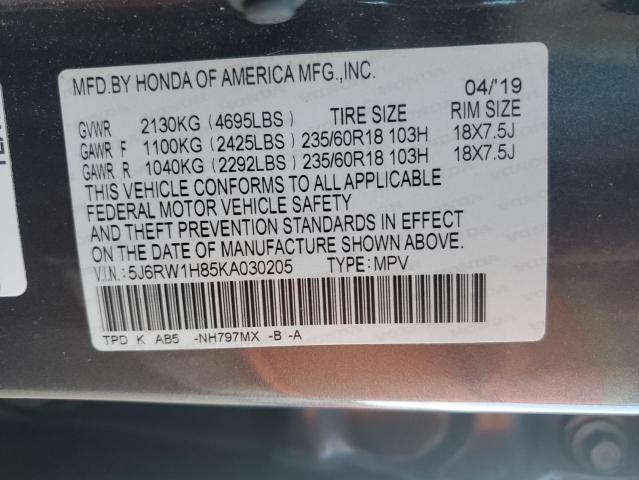 MFD.BY HONDA OF AMERICA MFG.,INC.
04/'19
GVWR 2130KG (4695LBS) TIRE SIZE RIM SIZE
GAWR F 1100KG (2425LBS) 235/60R18 103H 18X7.5J
GAWR R 1040KG (2292LBS) 235/60R18 103H 18X7.5J
THIS VEHICLE CONFORMS TO ALL APPLICABLE
FEDERAL MOTOR VEHICLE SAFETY
AND THEFT PREVENTION STANDARDS IN EFFECT
ON THE DATE OF MANUFACTURE SHOWN ABOVE.
V.I.N.: 5J6RW1H85KA030205 TYPE: MPV
TPD K AB5 -NH797MX -B -A